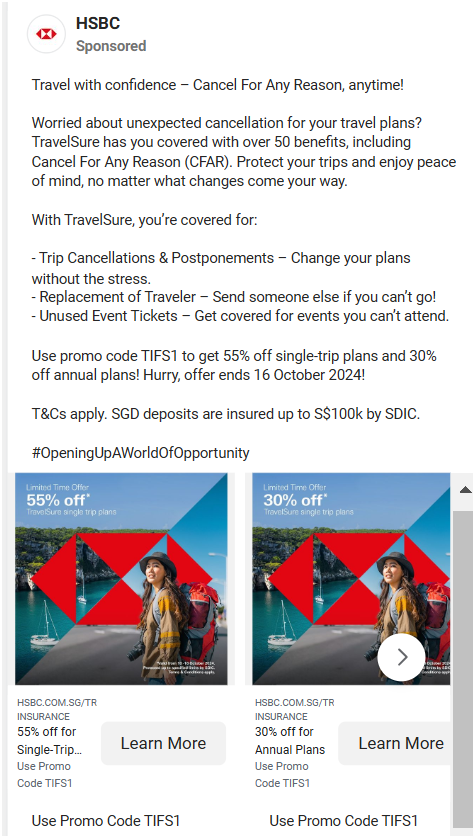 HSBC
Sponsored
Travel with confidence – Cancel For Any Reason, anytime!
Worried about unexpected cancellation for your travel plans?
TravelSure has you covered with over 50 benefits, including
Cancel For Any Reason (CFAR). Protect your trips and enjoy peace
of mind, no matter what changes come your way.
With TravelSure, you’re covered for:
- Trip Cancellations & Postponements – Change your plans
without the stress.
- Replacement of Traveler – Send someone else if you can’t go!
- Unused Event Tickets – Get covered for events you can’t attend.
Use promo code TIFS1 to get 55% off single-trip plans and 30%
off annual plans! Hurry, offer ends 16 October 2024!
T&Cs apply. SGD deposits are insured up to S$100k by SDIC.
#OpeningUpAWorldOfOpportunity
Limited Time Offer
55% off*
TravelSure single trip plans
Terms & Conditions apply.
HSBC.COM.SG/TR
INSURANCE
55% off for
Single-Trip...
Use Promo
Code TIFS1
Learn More
Use Promo Code TIFS1
Limited Time Offer
30% off*
TravelSure single trip plans
HSBC.COM.SG/TR
INSURANCE
30% off for
Annual Plans
Use Promo
Code TIFS1
Learn More
Use Promo Code TIFS1